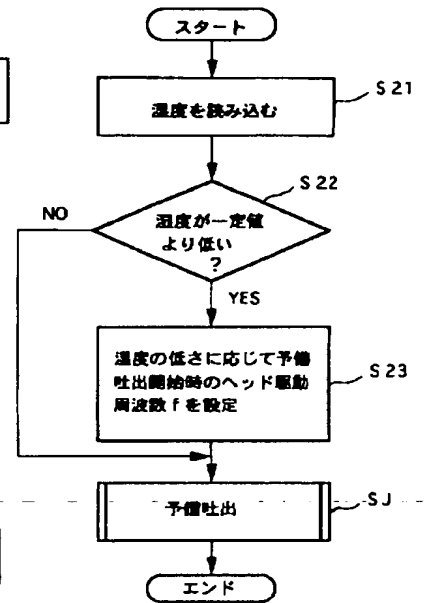 スタート
温度を読み込む
S21
S22
温度が一定値
より低い
?
NO
YES
温度の低さに応じて予備
吐出開始時のヘッド駆動
周波数fを設定
S23
予備吐出
SJ
エンド